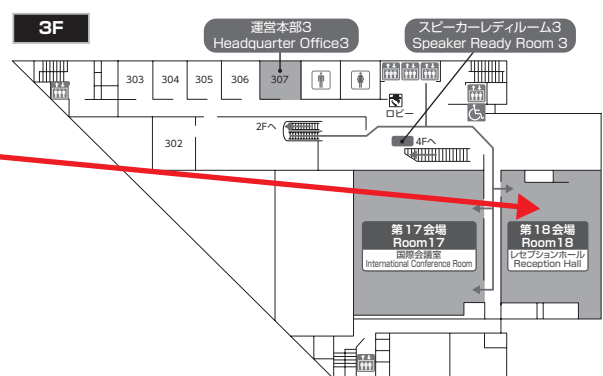 3F
運営本部3
Headquarter Office3
スピーカーレディルーム3
Speaker Ready Room 3
303
304
305
306
307
ロビー
302
2Fへ
4Fへ
第17会場
Room17
国際会議室
International Conference Room
第18会場
Room18
レセプションホール
Reception Hall